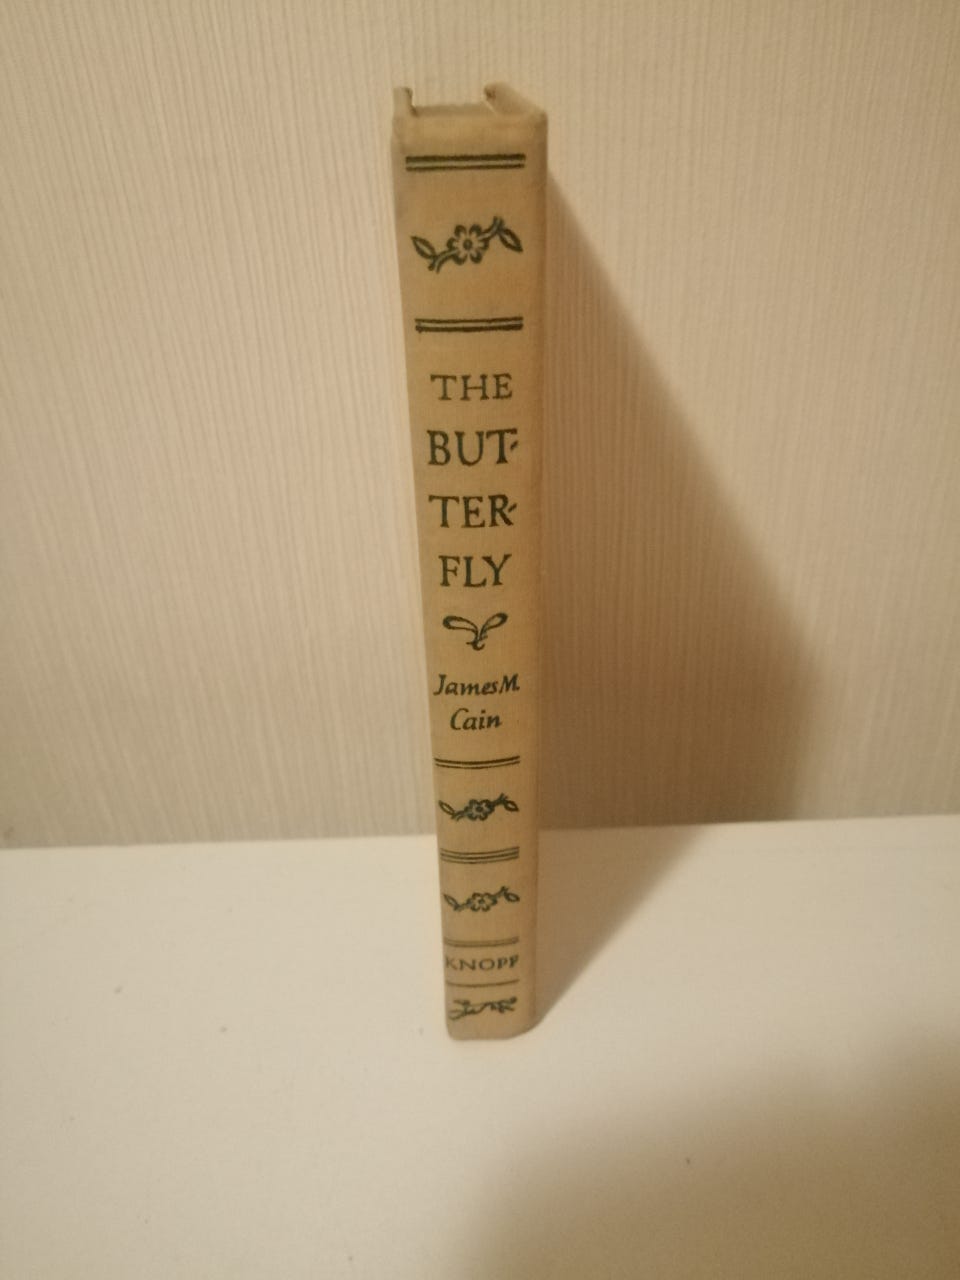 THE
BUT-
TER-
FLY
James M.
Cain
KNOPF